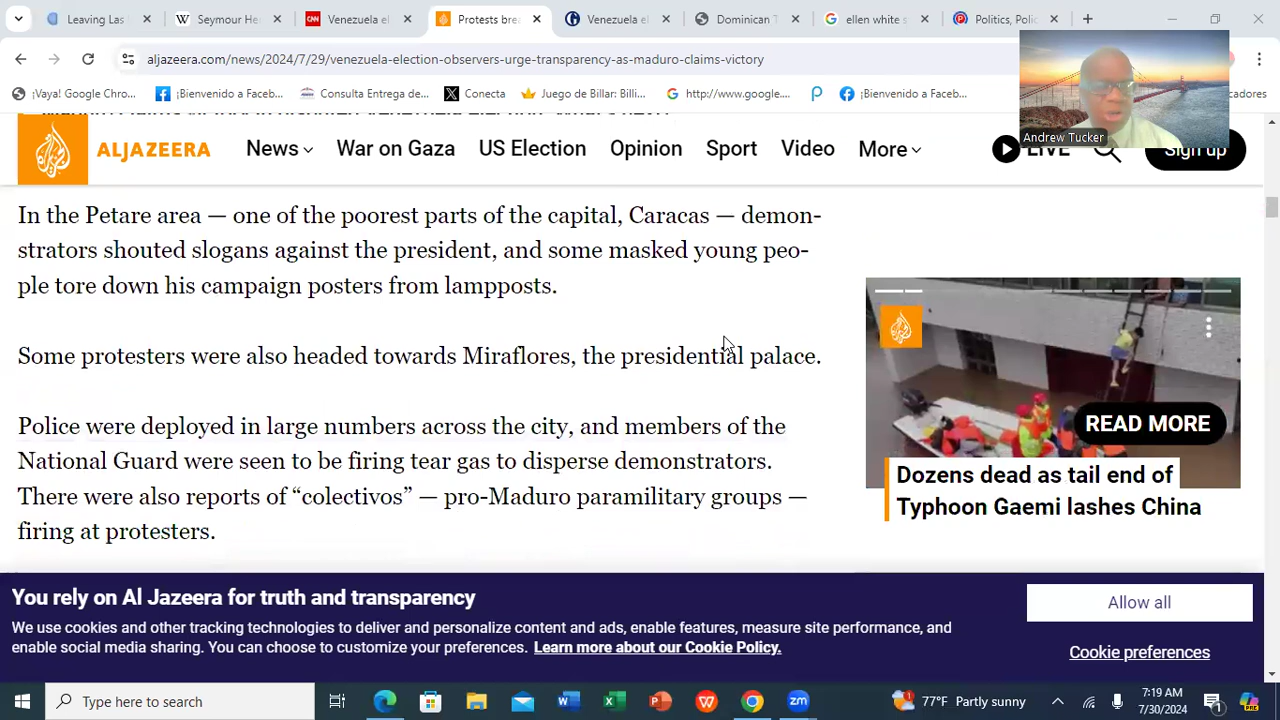 Leaving Las
Seymour He
Venezuela el
Protests brea
Venezuela el
Dominican T
ellen white s
Politics, Polic
aljazeera.com/news/2024/7/29/venezuela-election-observers-urge-transparency-as-maduro-claims-victory
¡Vaya! Google Chro...
¡Bienvenido a Faceb...
Consulta Entrega de...
Conecta
Juego de Billar: Billi...
http://www.google....
¡Bienvenido a Faceb...
cadores
Andrew Tucker
ALJAZEERA
News
War on Gaza
US Election
Opinion
Sport
Video
More
LIVE
Sign up
In the Petare area — one of the poorest parts of the capital, Caracas — demon-
strators shouted slogans against the president, and some masked young peo-
ple tore down his campaign posters from lampposts.
Some protesters were also headed towards Miraflores, the presidential palace.
Police were deployed in large numbers across the city, and members of the
National Guard were seen to be firing tear gas to disperse demonstrators.
There were also reports of “colectivos” — pro-Maduro paramilitary groups —
firing at protesters.
READ MORE
Dozens dead as tail end of
Typhoon Gaemi lashes China
You rely on Al Jazeera for truth and transparency
We use cookies and other tracking technologies to deliver and personalize content and ads, enable features, measure site performance, and
enable social media sharing. You can choose to customize your preferences. Learn more about our Cookie Policy.
Allow all
Cookie preferences
Type here to search
77°F Partly sunny
7:19 AM
7/30/2024